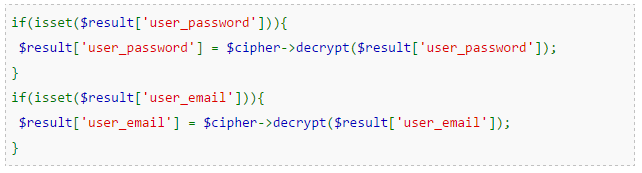 if(isset($result['user_password'])){
$result['user_password'] = $cipher->decrypt($result['user_password']);
}
if(isset($result['user_email'])){
$result['user_email'] = $cipher->decrypt($result['user_email']);
}